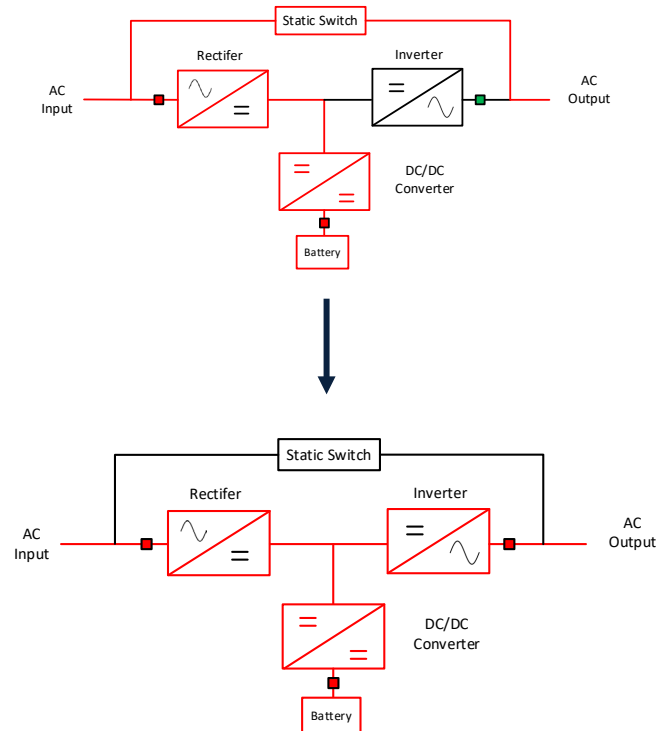 Static Switch
Rectifer
Inverter
AC
Input
AC
Output
DC/DC
Converter
Battery
Static Switch
Rectifer
Inverter
AC
Input
AC
Output
DC/DC
Converter
Battery